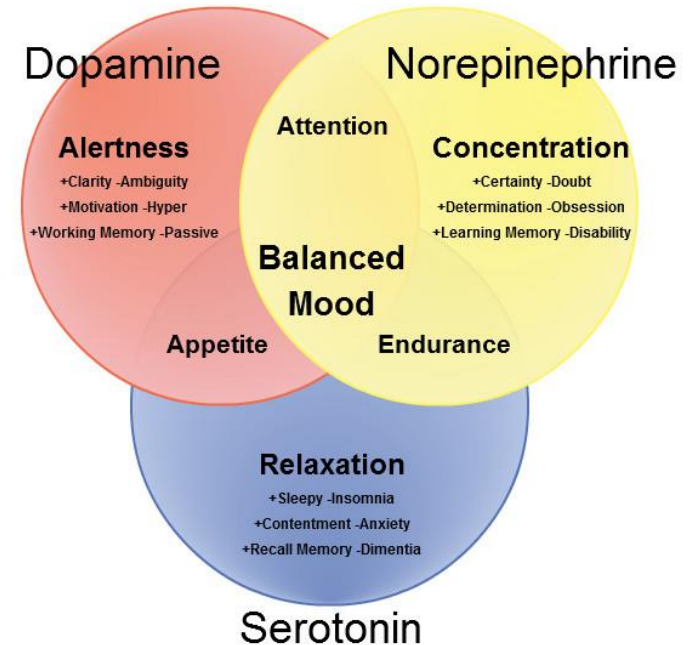 Dopamine
Norepinephrine
Attention
Alertness
+Clarity -Ambiguity
+Motivation -Hyper
+Working Memory -Passive
Concentration
+Certainty -Doubt
+Determination -Obsession
+Learning Memory -Disability
Balanced
Mood
Appetite
Endurance
Relaxation
+Sleepy -Insomnia
+Contentment -Anxiety
+Recall Memory -Dimentia
Serotonin